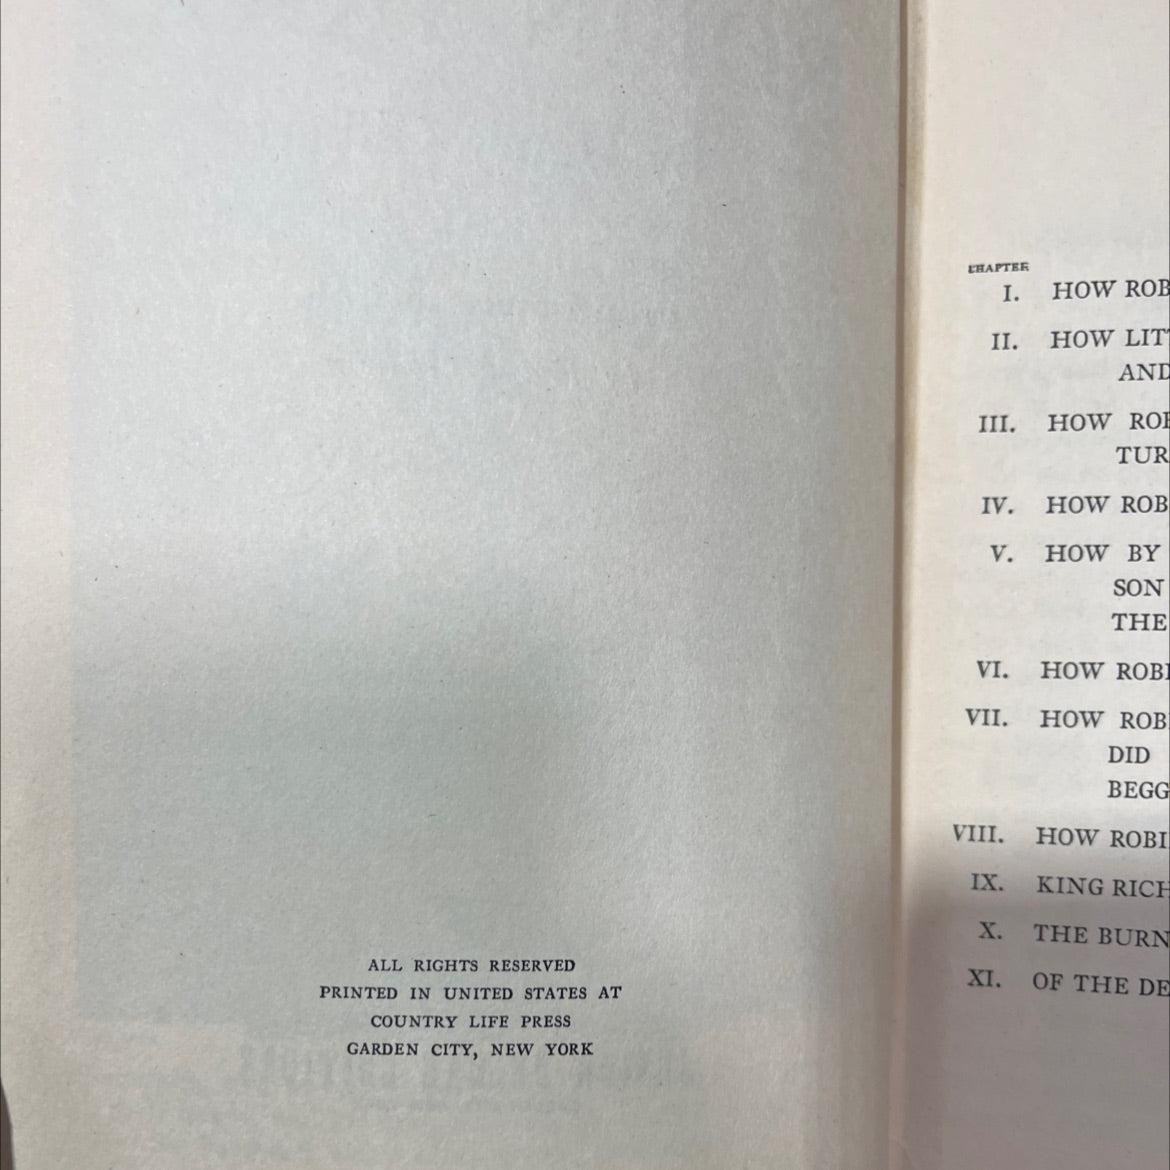 ALL RIGHTS RESERVED
PRINTED IN UNITED STATES AT
COUNTRY LIFE PRESS
GARDEN CITY, NEW YORK
CHAPTER
I. HOW ROB
II. HOW LIT
AND
III. HOW ROB
TUR
IV. HOW ROB
V. HOW BY
SON
THE
VI. HOW ROBI
VII. HOW ROB
DID
BEGG
VIII. HOW ROBI
IX. KING RICH
X. THE BURN
XI. OF THE DE